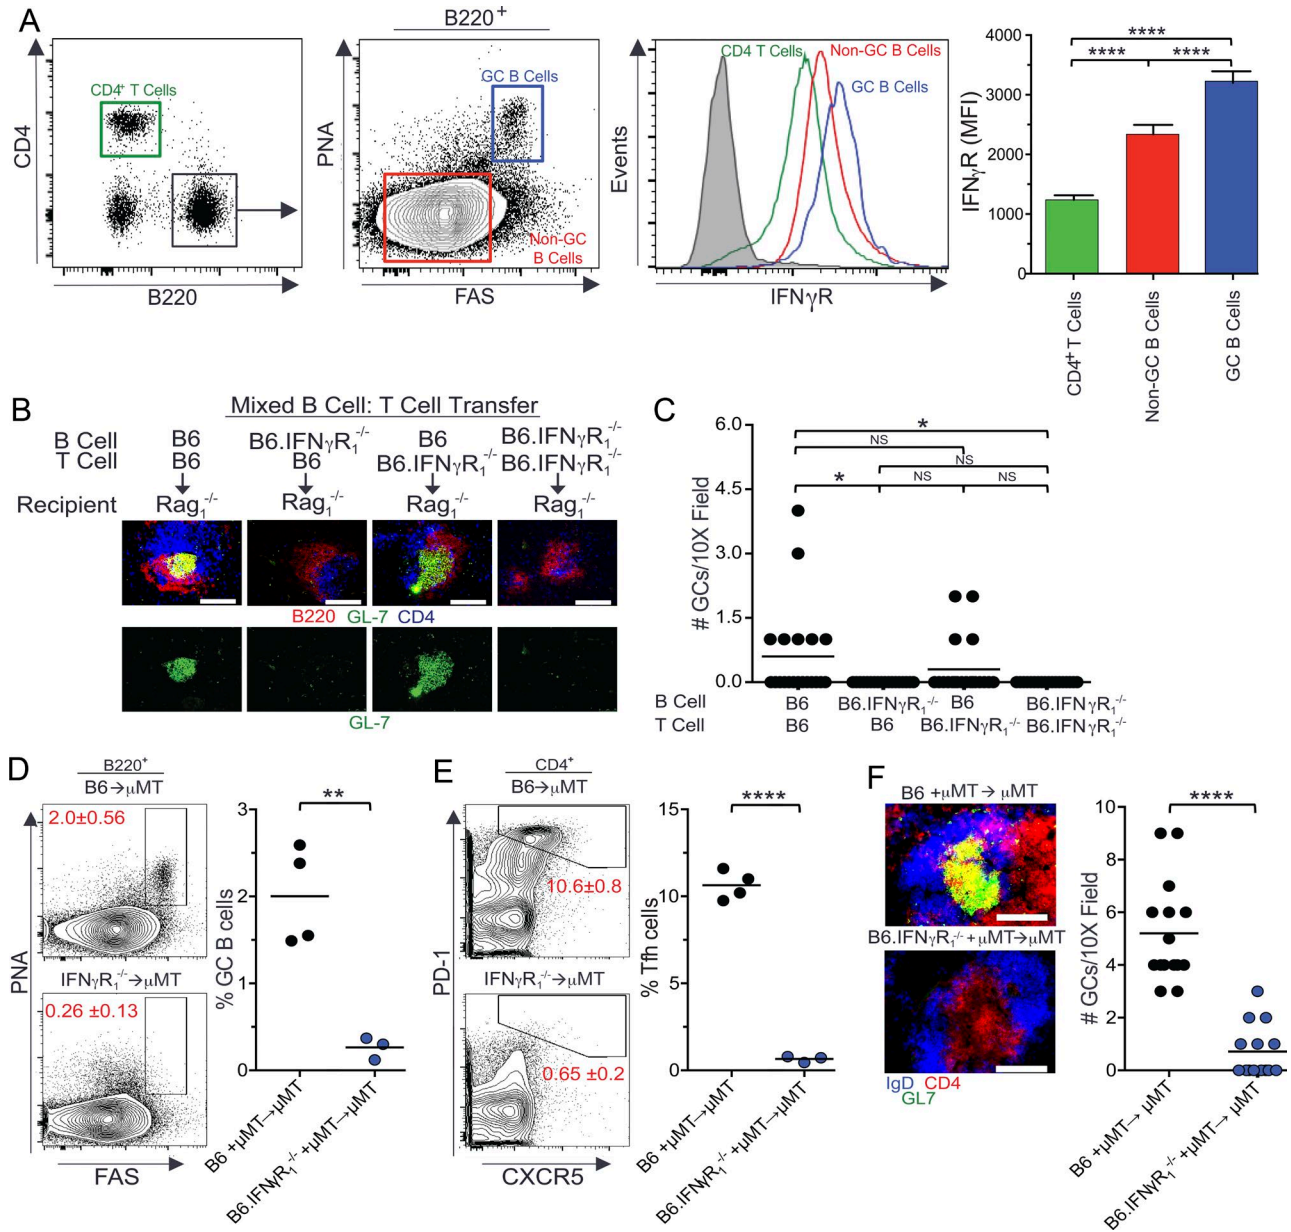 A
CD4
CD4+ T Cells
B220
B220+
PNA
GC B Cells
Non-GC
B Cells
FAS
Events
CD4 T Cells
Non-GC B Cells
GC B Cells
IFNγR
IFNγR (MFI)
4000
3000
2000
1000
0
**** 
**** ****
CD4+ T Cells
Non-GC B Cells
GC B Cells
B
Mixed B Cell: T Cell Transfer
B Cell B6 B6.IFNγR1-/- B6 B6.IFNγR1-/-
T Cell B6 B6 B6.IFNγR1-/- B6.IFNγR1-/-
Recipient Rag1-/- Rag1-/- Rag1-/- Rag1-/-
B220 GL-7 CD4
GL-7
C
# GCs/10X Field
6.0
4.5
3.0
1.5
0.0
*
NS
NS
* NS NS
B Cell B6 B6.IFNγR1-/- B6 B6.IFNγR1-/-
T Cell B6 B6 B6.IFNγR1-/- B6.IFNγR1-/-
D
B220+
B6→μMT
2.0±0.56
IFNγR1-/-→μMT
0.26 ±0.13
PNA
FAS
% GC B cells
3
2
1
0
**
B6 +μMT→μMT
B6.IFNγR1-/- +μMT→μMT
E
CD4+
B6→μMT
10.6±0.8
IFNγR1-/-→μMT
0.65 ±0.2
PD-1
CXCR5
% Tfh cells
15
10
5
0
****
B6 +μMT→μMT
B6.IFNγR1-/- +μMT→μMT
F
B6 +μMT→ μMT
B6.IFNγR1-/- +μMT→μMT
IgD CD4
GL7
# GCs/10X Field
10
8
6
4
2
0
****
B6 +μMT→ μMT
B6.IFNγR1-/- +μMT→ μMT